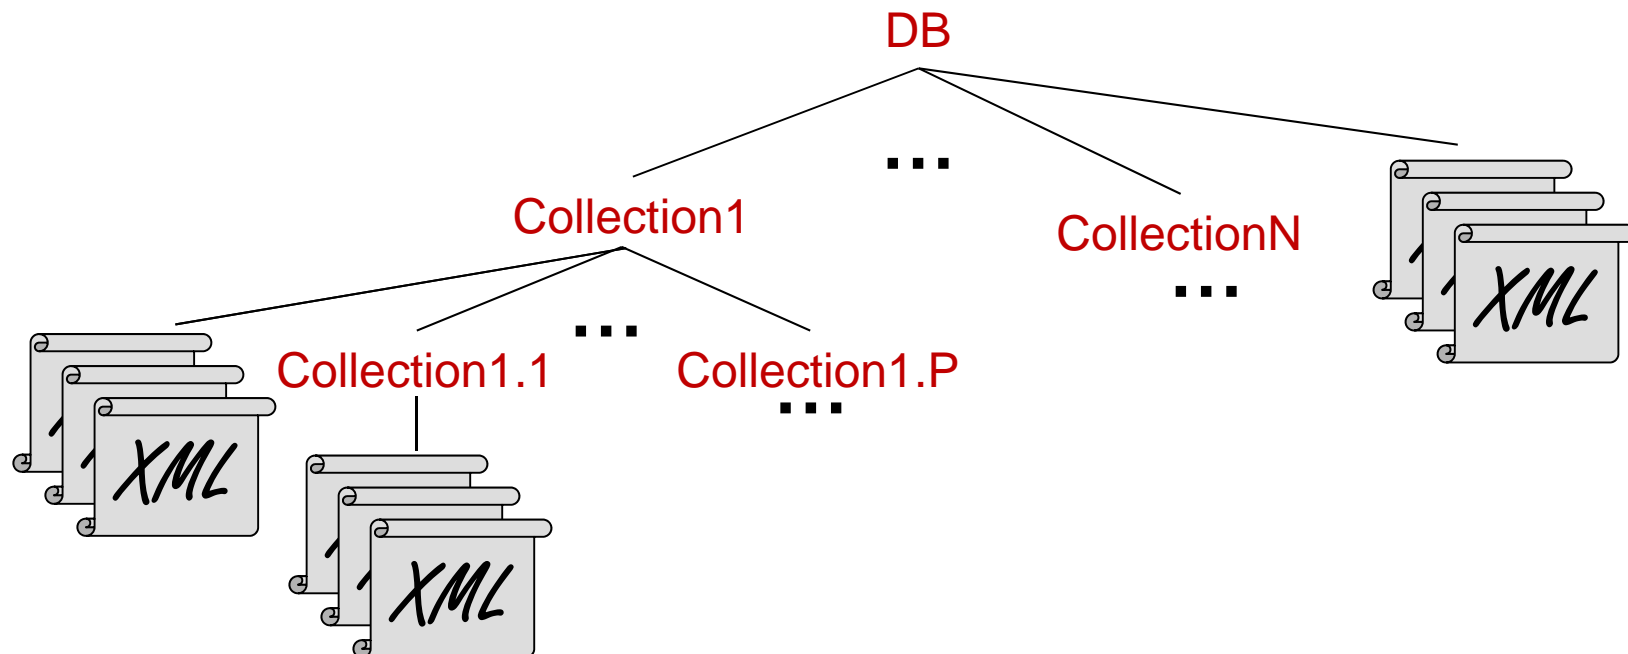 DB
...
Collection1
CollectionN
XML
...
...
Collection1.1
Collection1.P
...
XML
XML